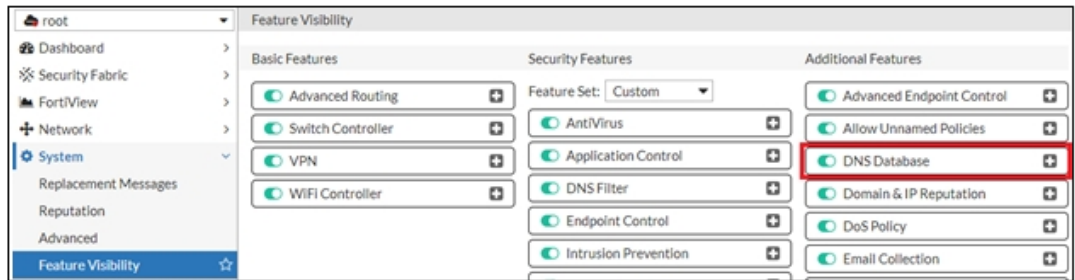 root
Dashboard
Security Fabric
FortiView
Network
System
Replacement Messages
Reputation
Advanced
Feature Visibility
Feature Visibility
Basic Features
Advanced Routing
Switch Controller
VPN
WiFi Controller
Security Features
Feature Set: Custom
AntiVirus
Application Control
DNS Filter
Endpoint Control
Intrusion Prevention
Additional Features
Advanced Endpoint Control
Allow Unnamed Policies
DNS Database
Domain & IP Reputation
DoS Policy
Email Collection